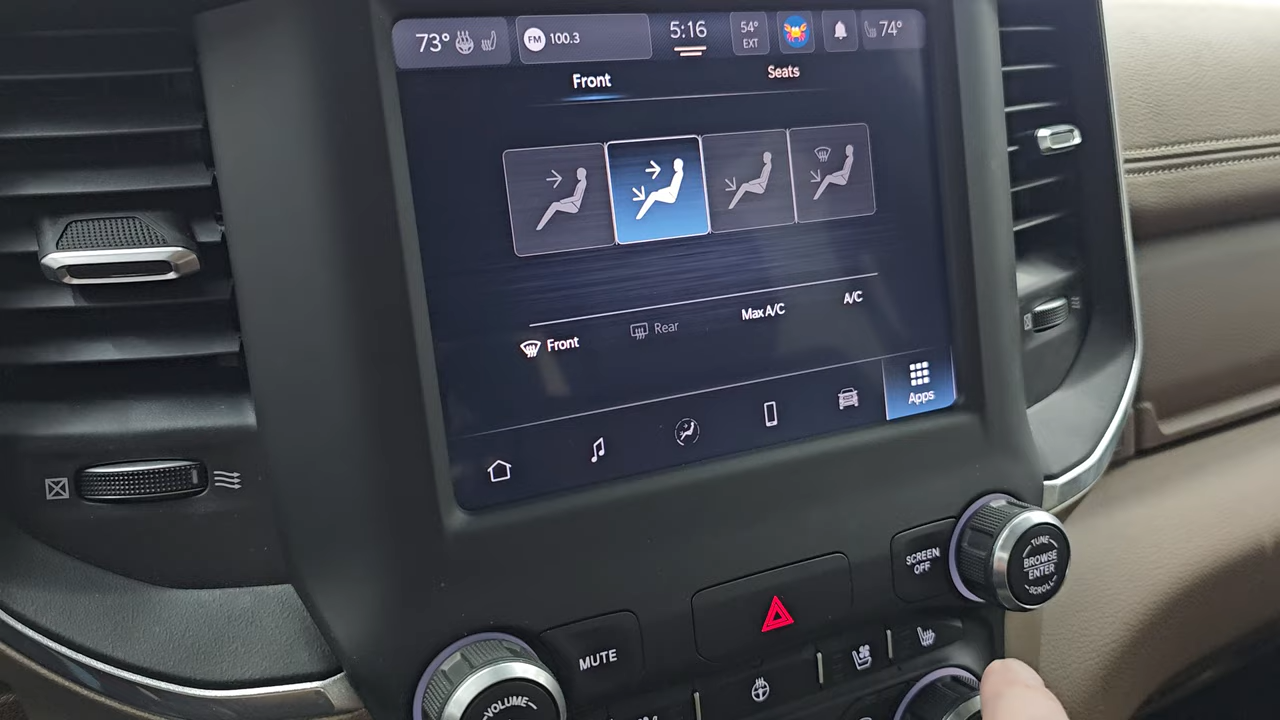 73°
FM 100.3
5:16
54°
EXT
74°
Front
Seats
Front
Rear
Max A/C
A/C
Apps
SCREEN
OFF
TUNE
BROWSE
ENTER
SCROLL
MUTE
VOLUME